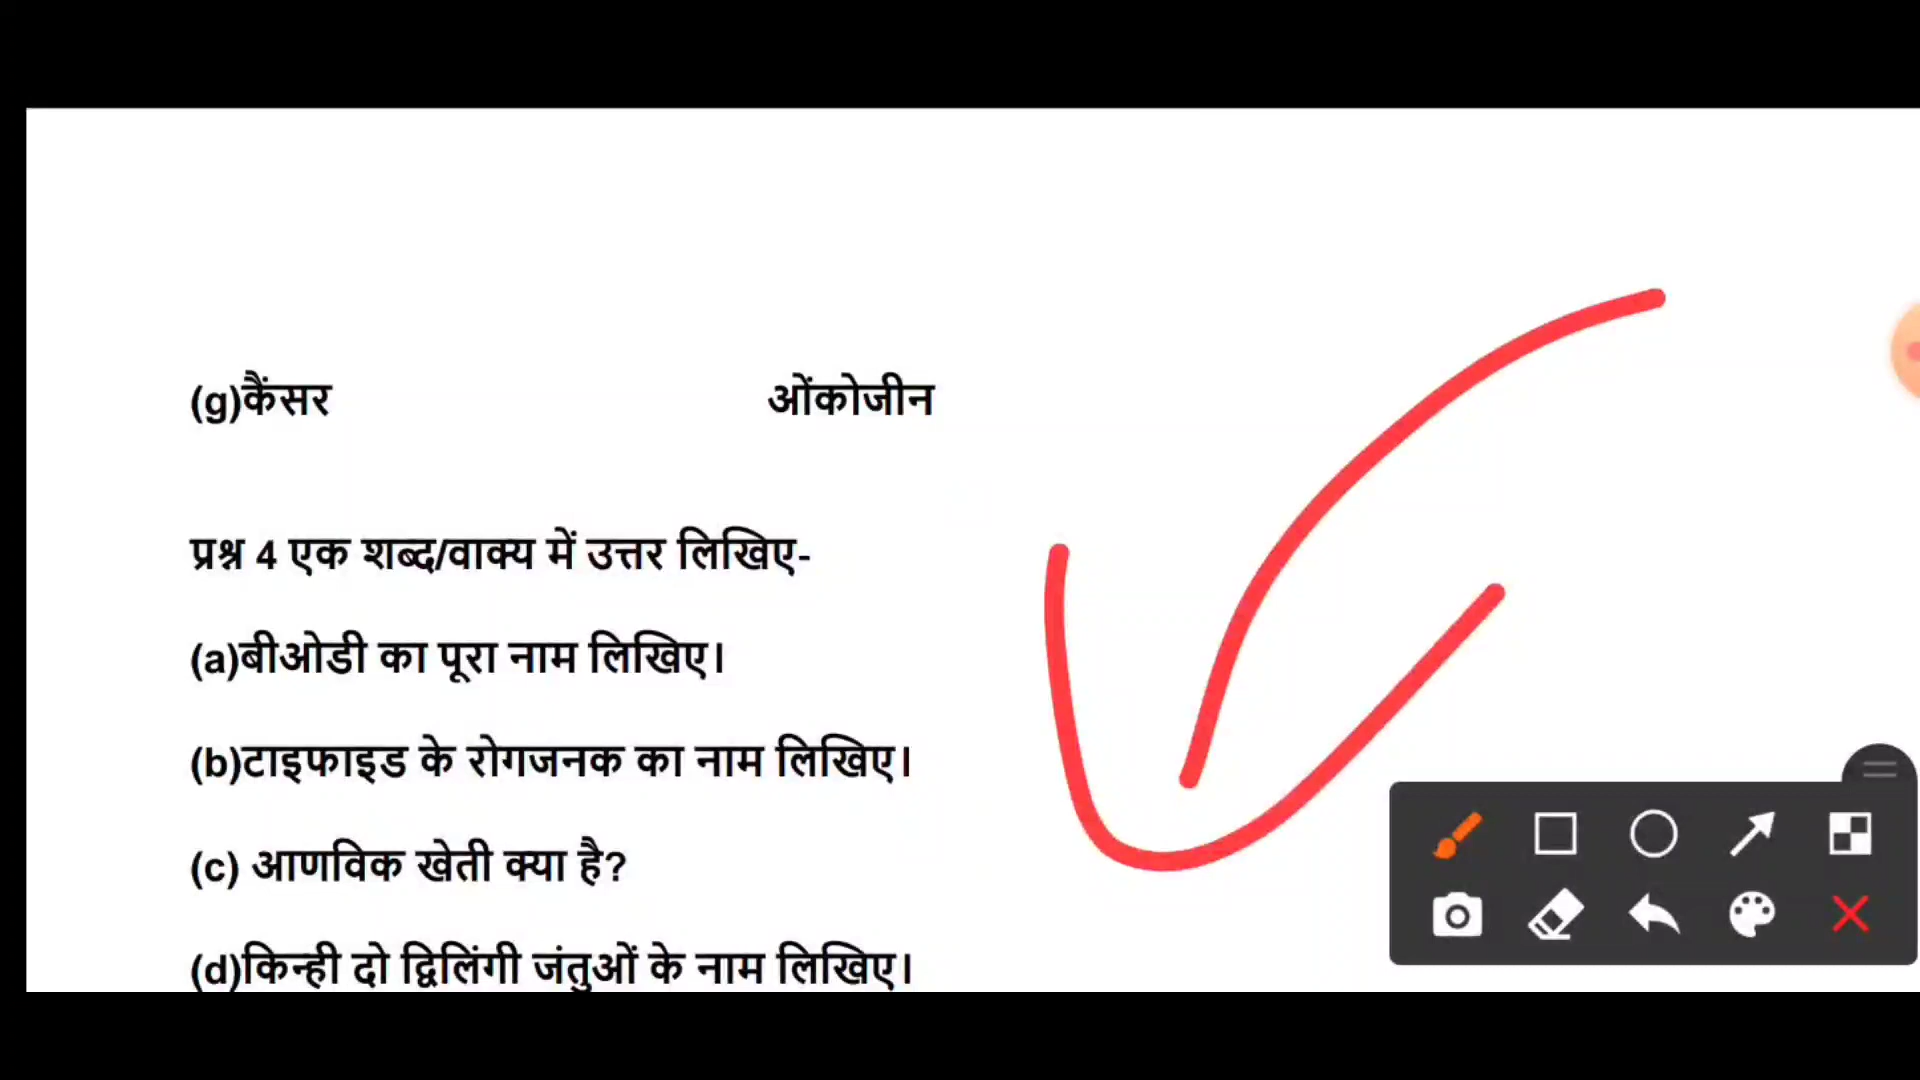 (g)कैंसर ओंकोजीन
प्रश्न 4 एक शब्द/वाक्य में उत्तर लिखिए-
(a)बीओडी का पूरा नाम लिखिए।
(b)टाइफाइड के रोगजनक का नाम लिखिए।
(c) आणविक खेती क्या है?
(d)किन्ही दो द्विलिंगी जंतुओं के नाम लिखिए।